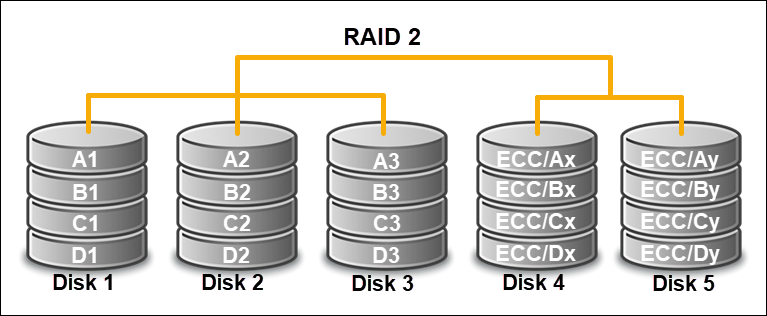 RAID 2
A1 A2 A3 ECC/Ax ECC/Ay
B1 B2 B3 ECC/Bx ECC/By
C1 C2 C3 ECC/Cx ECC/Cy
D1 D2 D3 ECC/Dx ECC/Dy
Disk 1 Disk 2 Disk 3 Disk 4 Disk 5